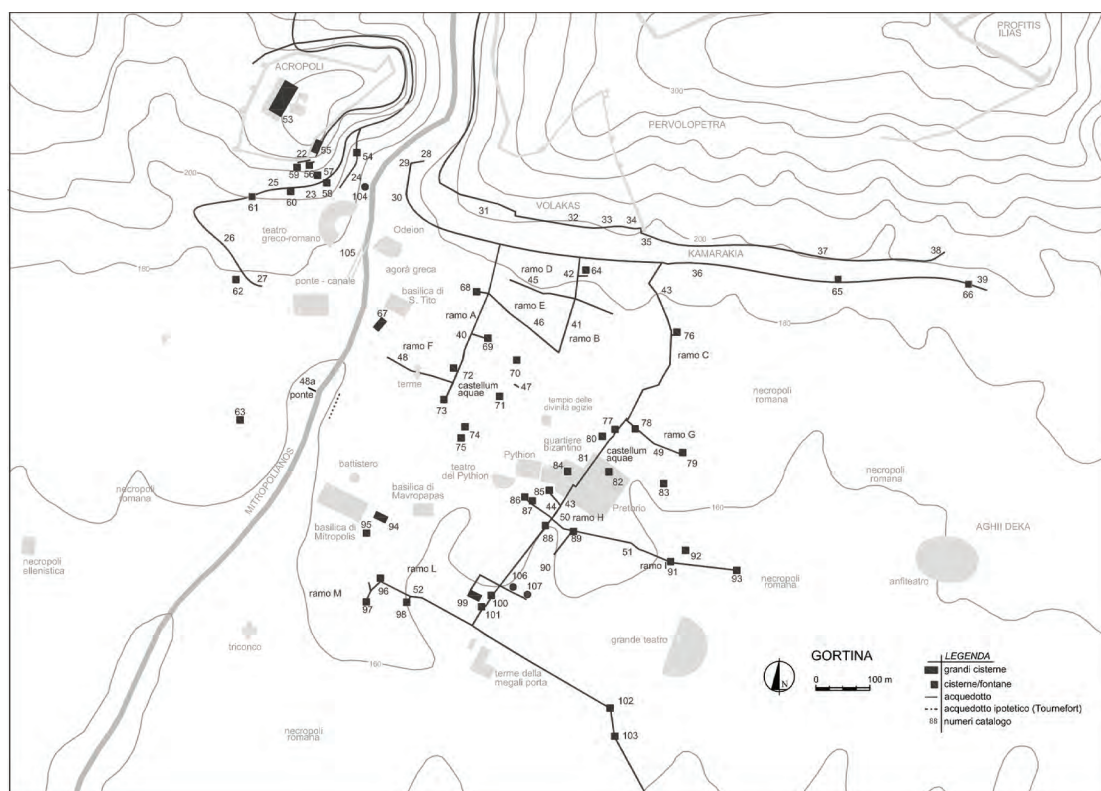 PROFITIS
ILIAS
ACROPOLI
53
300
PERVOLOPETRA
22
55
54
28
29
59
56
57
200
24
25
23
58
104
30
60
61
VOLAKAS
31
32
33
34
35
teatro
greco-romano
Odeion
26
105
200
37
38
KAMARAKIA
36
180
27
62
agorà greca
ponte - canale
basilica di
S. Tito
ramo D
45
42
64
43
65
39
66
68
ramo E
180
67
ramo A
40
46
41
ramo B
76
69
ramo C
ramo F
48
72
70
terme
castellum
aquae
47
73
71
48a
ponte
necropoli
romana
tempio delle
divinità egizie
63
74
75
77
78
80
ramo G
quartiere
bizantino
castellum
aquae
49
79
81
MITROPOLIANOS
battistero
teatro
del Pythion
Pythion
84
82
83
necropoli
romana
necropoli
romana
85
86
43
87
44
Pretorio
basilica di
Mavropapas
50
ramo H
160
94
95
88
89
basilica di
Mitropolis
51
AGHII DEKA
necropoli
ellenistica
90
92
ramo I
91
93
necropoli
romana
anfiteatro
ramo L
106
107
96
52
ramo M
99
100
97
98
101
triconco
grande teatro
160
terme della
megali porta
GORTINA
N
0
100 m
LEGENDA
grandi cisterne
cisterne/fontane
acquedotto
acquedotto ipotetico (Tournefort)
88 numeri catalogo
102
103
necropoli
romana